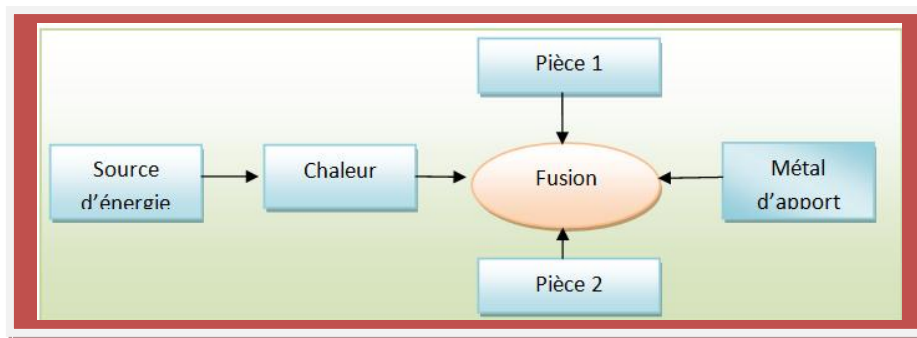 Pièce 1
Source
d'énergie
Chaleur
Fusion
Métal
d'apport
Pièce 2